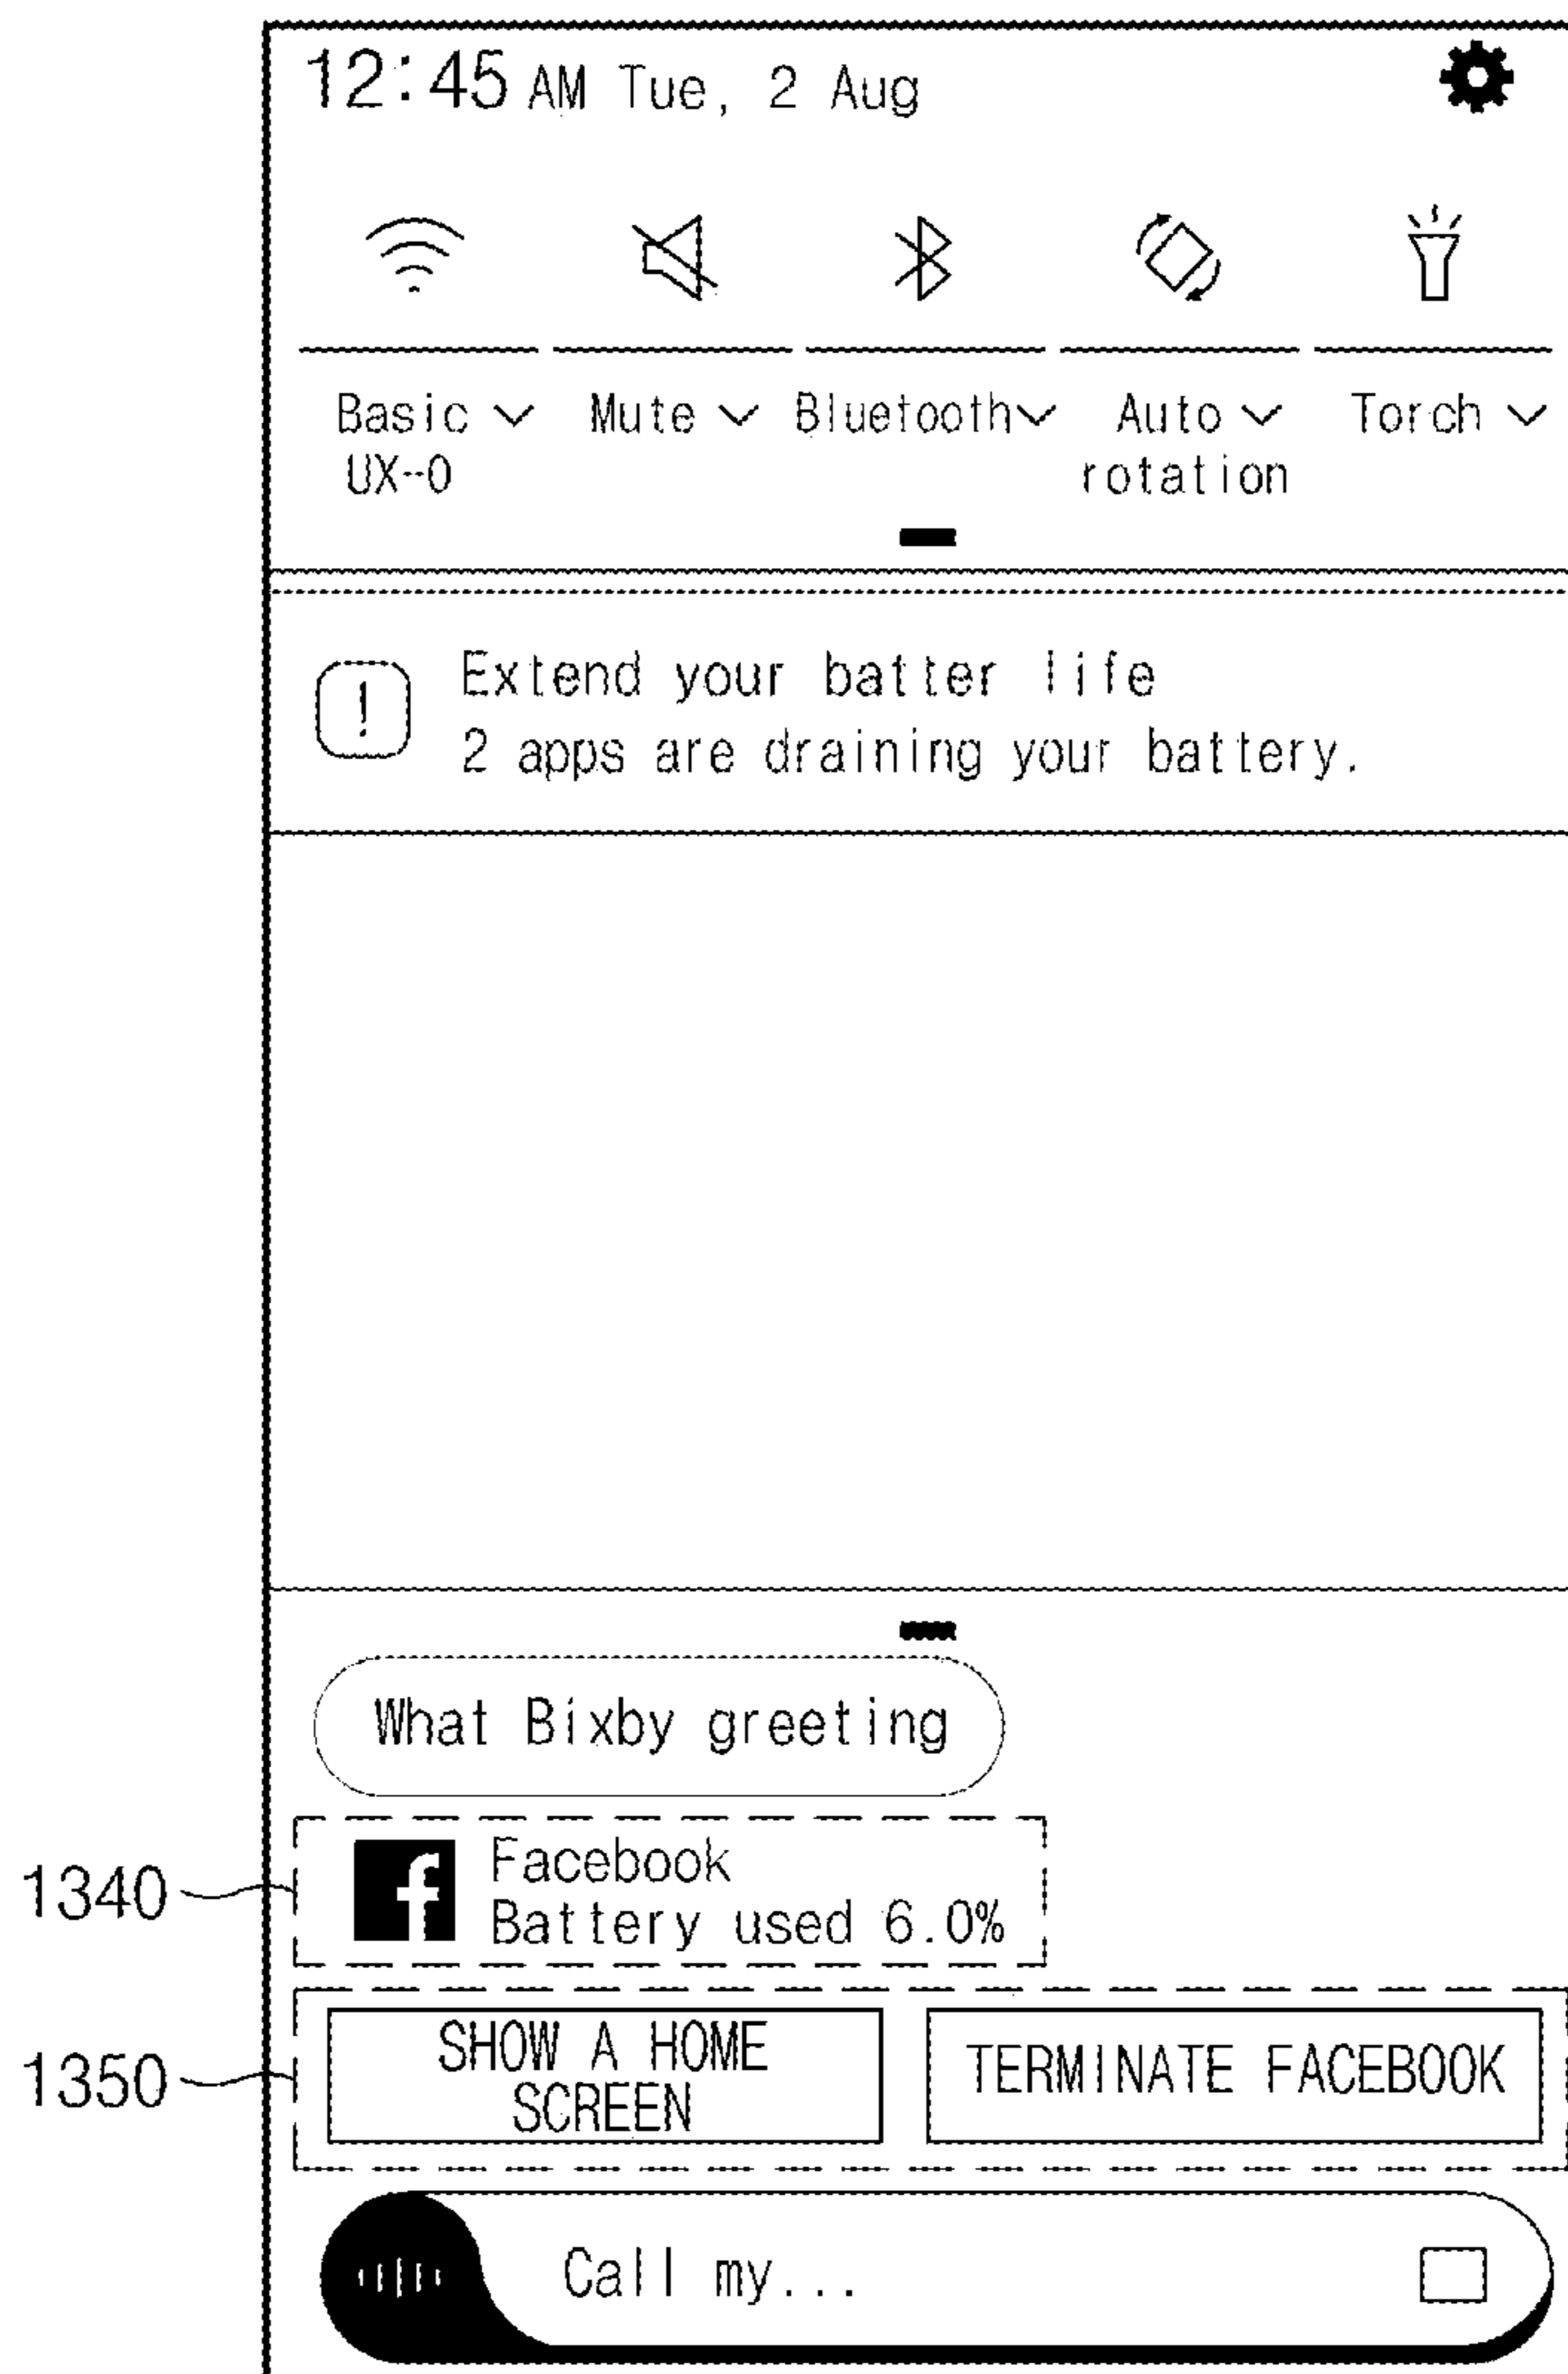 12:45 AM Tue, 2 Aug
Basic Mute Bluetooth Auto Torch
UX--0 rotation
! Extend your batter life
2 apps are draining your battery.
What Bixby greeting
f Facebook
1340
Battery used 6.0%
SHOW A HOME
SCREEN
TERMINATE FACEBOOK
1350
Call my...